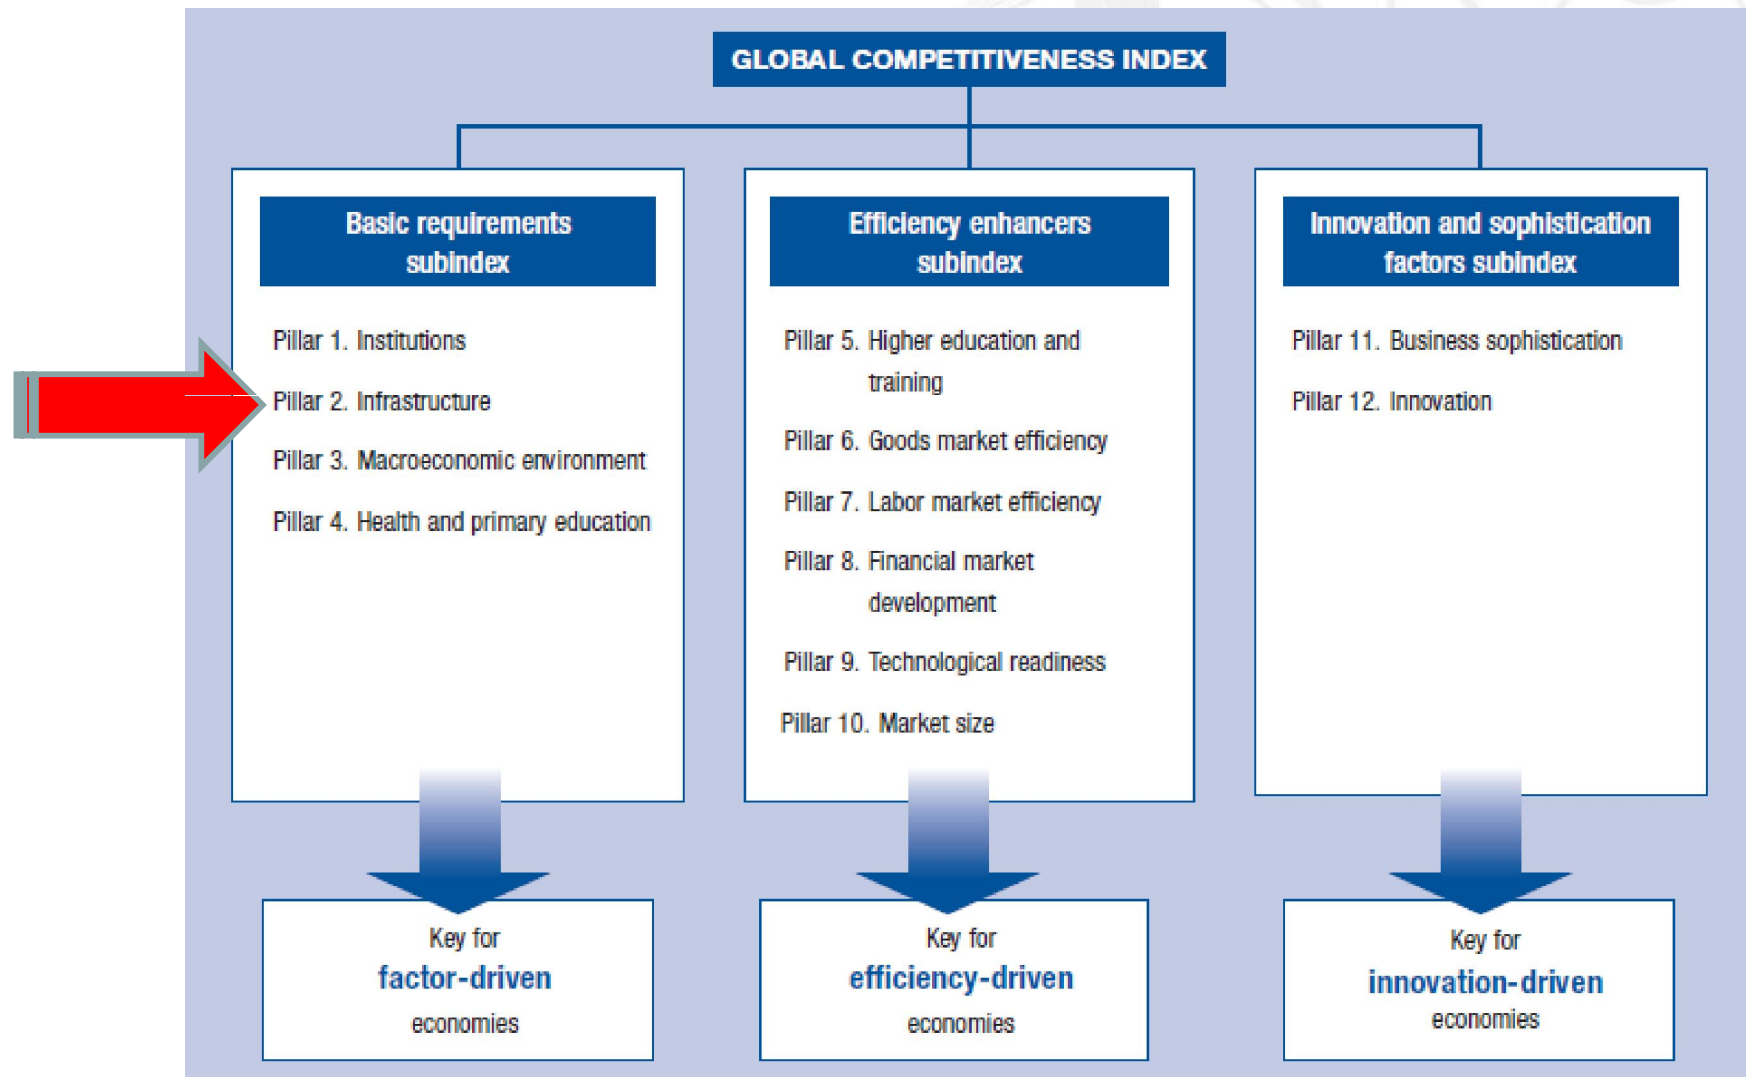 GLOBAL COMPETITIVENESS INDEX
Basic requirements
subindex
Pillar 1. Institutions
Pillar 2. Infrastructure
Pillar 3. Macroeconomic environment
Pillar 4. Health and primary education
Key for
factor-driven
economies
Efficiency enhancers
subindex
Pillar 5. Higher education and
training
Pillar 6. Goods market efficiency
Pillar 7. Labor market efficiency
Pillar 8. Financial market
development
Pillar 9. Technological readiness
Pillar 10. Market size
Key for
efficiency-driven
economies
Innovation and sophistication
factors subindex
Pillar 11. Business sophistication
Pillar 12. Innovation
Key for
innovation-driven
economies